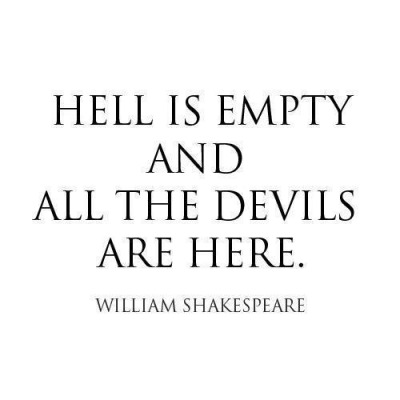 HELL IS EMPTY
AND
ALL THE DEVILS
ARE HERE.
WILLIAM SHAKESPEARE